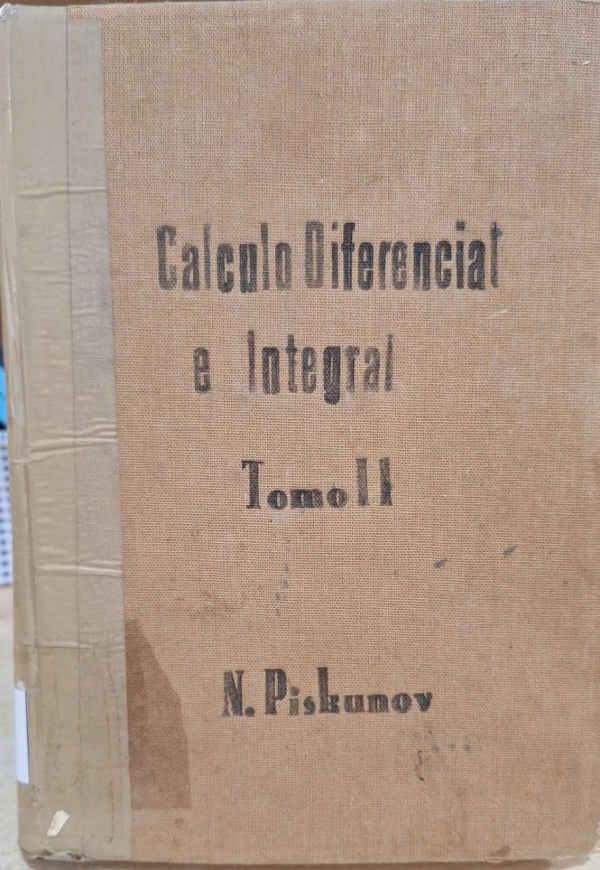 Calculo Diferencial
e Integral
Tomo II
N. Piskunov